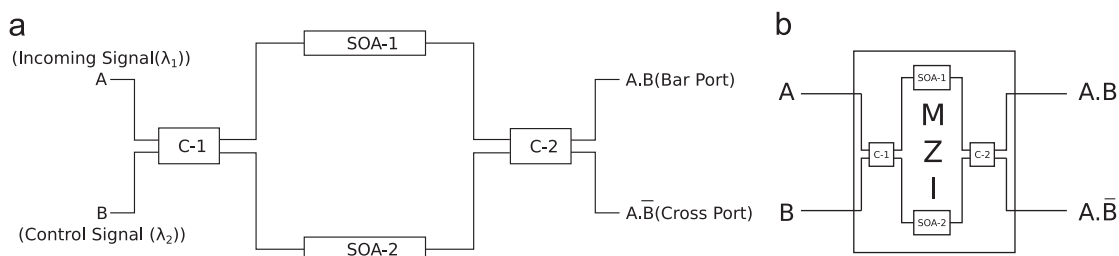 a
(Incoming Signal(λ₁))
A
SOA-1
A.B(Bar Port)
C-1
C-2
B
(Control Signal (λ₂))
SOA-2
A.B̅(Cross Port)
b
A
SOA-1
A.B
M
Z
I
C-1
C-2
B
SOA-2
A.B̅